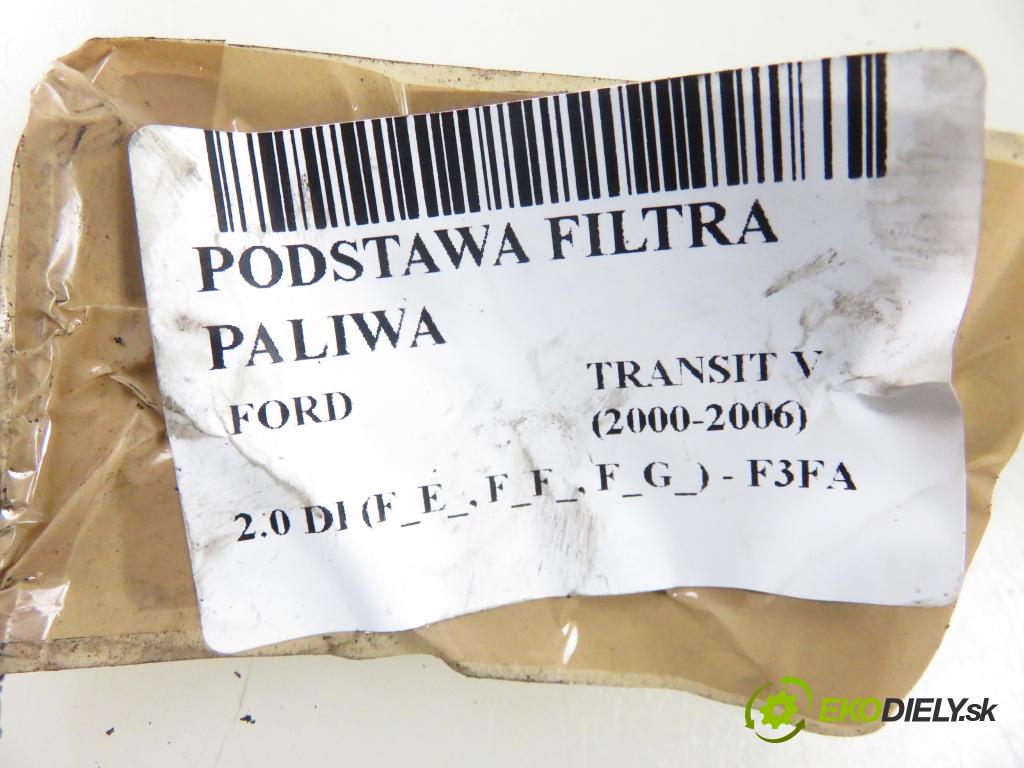 PODSTAWA FILTRA
PALIWA
FORD
TRANSIT V
(2000-2006)
2.0 DI (F_E_, F_F_, F_G_) - F3FA
EKODIELY.sk